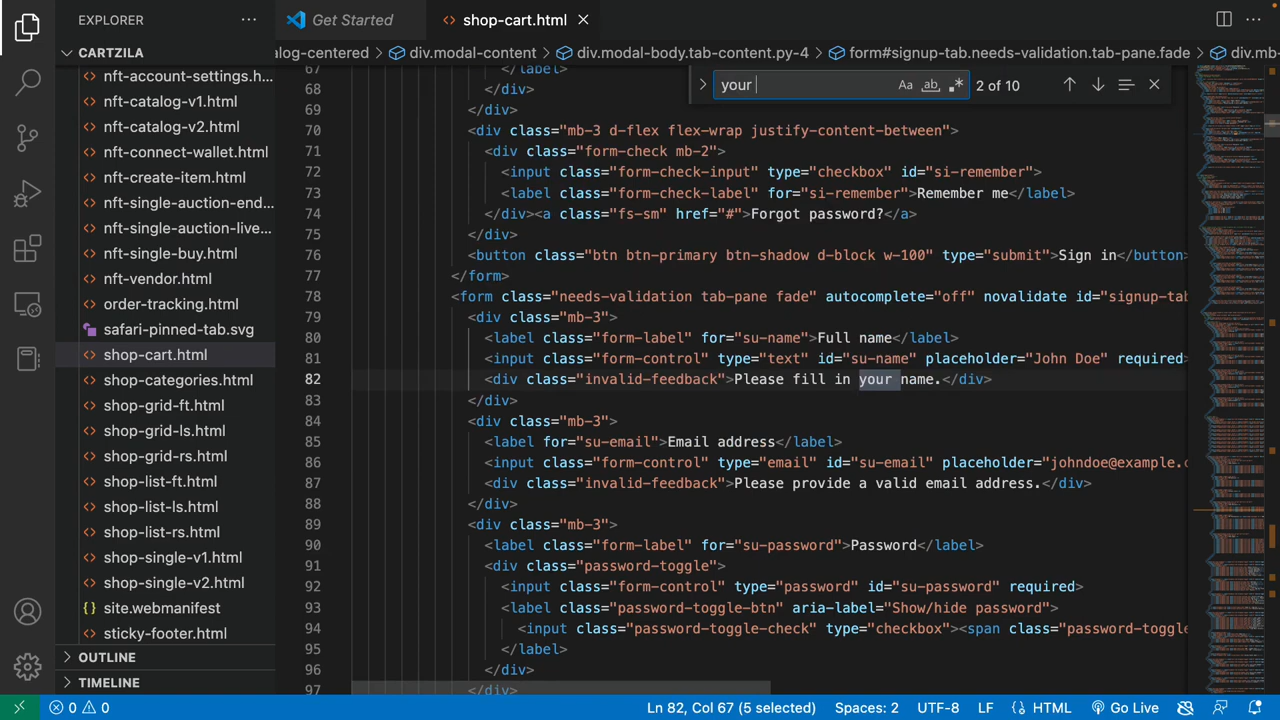 EXPLORER
Get Started
shop-cart.html
CARTZILA
alog-centered
div.modal-content
div.modal-body.tab-content.py-4
form#signup-tab.needs-validation.tab-pane.fade
div.mb
your
Aa
ab
2 of 10
nft-account-settings.h...
nft-catalog-v1.html
nft-catalog-v2.html
nft-connect-wallet.html
nft-create-item.html
nft-single-auction-end...
nft-single-auction-live...
nft-single-buy.html
nft-vendor.html
order-tracking.html
safari-pinned-tab.svg
shop-cart.html
shop-categories.html
shop-grid-ft.html
shop-grid-ls.html
shop-grid-rs.html
shop-list-ft.html
shop-list-ls.html
shop-list-rs.html
shop-single-v1.html
shop-single-v2.html
site.webmanifest
sticky-footer.html
OUTLINE
TIMELINE
67 </label>
68 </div>
69 </div>
70 <div class="mb-3 d-flex flex-wrap justify-content-between">
71 <div class="form-check mb-2">
72 <input class="form-check-input" type="checkbox" id="si-remember">
73 <label class="form-check-label" for="si-remember">Remember me</label>
74 </div><a class="fs-sm" href="#">Forgot password?</a>
75 </div>
76 <button class="btn btn-primary btn-shadow d-block w-100" type="submit">Sign in</button>
77 </form>
78 <form class="needs-validation tab-pane fade" autocomplete="off" novalidate id="signup-tab
79 <div class="mb-3">
80 <label class="form-label" for="su-name">Full name</label>
81 <input class="form-control" type="text" id="su-name" placeholder="John Doe" required>
82 <div class="invalid-feedback">Please fill in your name.</div>
83 </div>
84 <div class="mb-3">
85 <label for="su-email">Email address</label>
86 <input class="form-control" type="email" id="su-email" placeholder="johndoe@example.c
87 <div class="invalid-feedback">Please provide a valid email address.</div>
88 </div>
89 <div class="mb-3">
90 <label class="form-label" for="su-password">Password</label>
91 <div class="password-toggle">
92 <input class="form-control" type="password" id="su-password" required>
93 <label class="password-toggle-btn" aria-label="Show/hide password">
94 <input class="password-toggle-check" type="checkbox"><span class="password-toggle
95 </label>
96 </div>
97 </div>
0 0
Ln 82, Col 67 (5 selected)
Spaces: 2
UTF-8
LF
HTML
Go Live